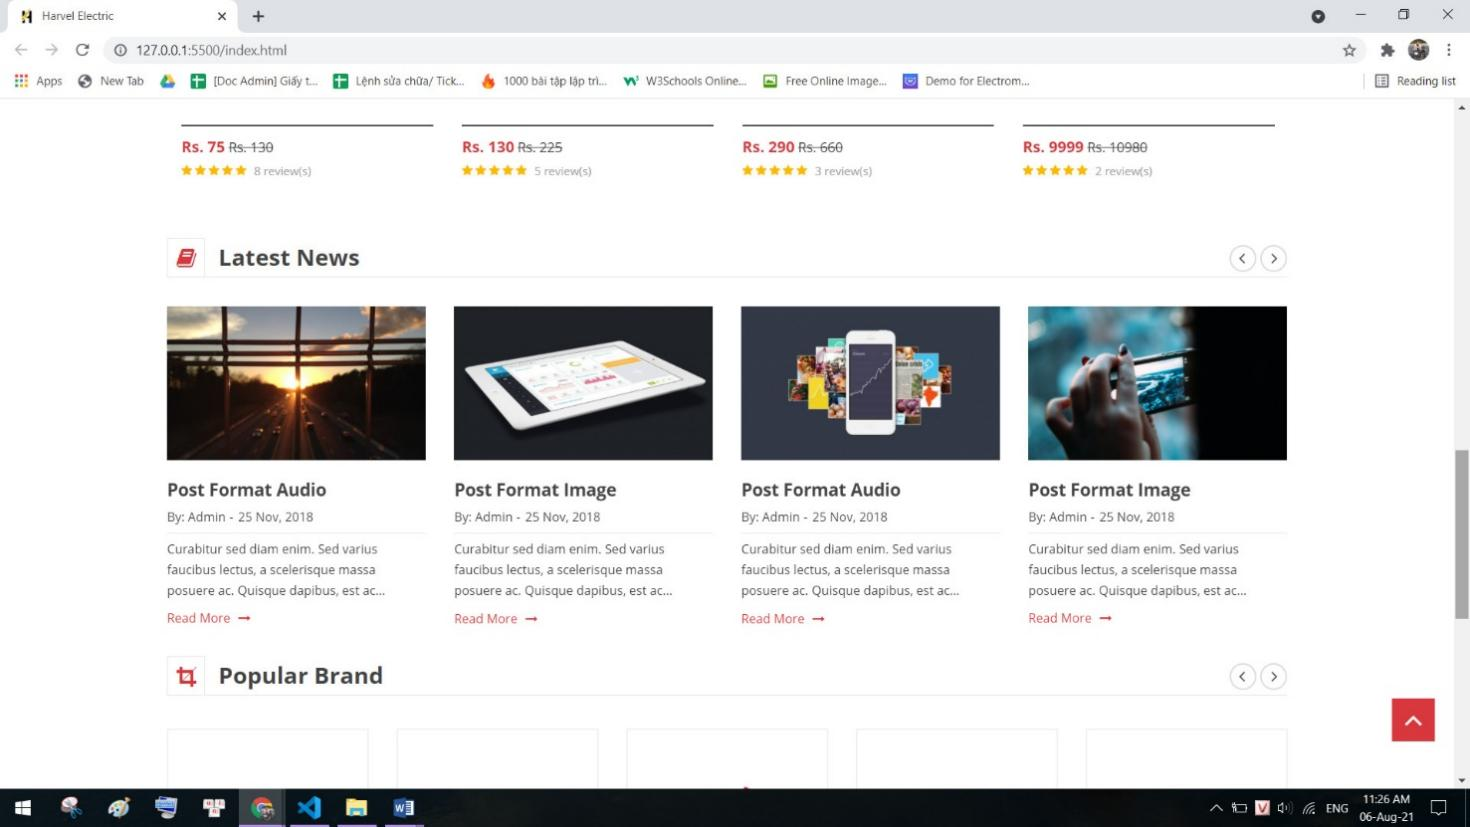 Harvel Electric
127.0.0.1:5500/index.html
Apps
New Tab
[Doc Admin] Giấy t...
Lệnh sửa chữa/ Tick...
1000 bài tập lập trì...
W3Schools Online...
Free Online Image...
Demo for Electrom...
Reading list
Rs. 75 Rs. 130
8 review(s)
Rs. 130 Rs. 225
5 review(s)
Rs. 290 Rs. 660
3 review(s)
Rs. 9999 Rs. 10980
2 review(s)
Latest News
Post Format Audio
By: Admin - 25 Nov, 2018
Curabitur sed diam enim. Sed varius
faucibus lectus, a scelerisque massa
posuere ac. Quisque dapibus, est ac...
Read More
Post Format Image
By: Admin - 25 Nov, 2018
Curabitur sed diam enim. Sed varius
faucibus lectus, a scelerisque massa
posuere ac. Quisque dapibus, est ac...
Read More
Post Format Audio
By: Admin - 25 Nov, 2018
Curabitur sed diam enim. Sed varius
faucibus lectus, a scelerisque massa
posuere ac. Quisque dapibus, est ac...
Read More
Post Format Image
By: Admin - 25 Nov, 2018
Curabitur sed diam enim. Sed varius
faucibus lectus, a scelerisque massa
posuere ac. Quisque dapibus, est ac...
Read More
Popular Brand
ENG
11:26 AM
06-Aug-21